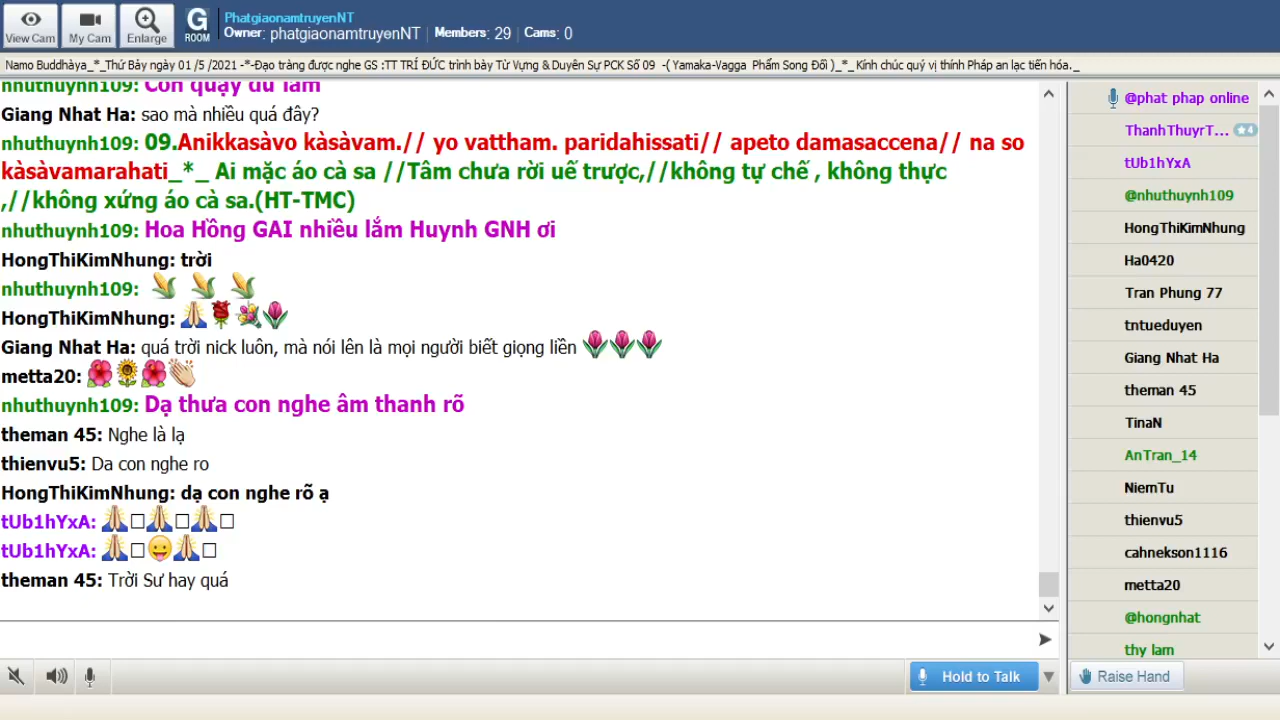 View Cam
My Cam
Enlarge
G
ROOM
PhatgiaonamtruyenNT
Owner: phatgiaonamtruyenNT | Members: 29 | Cams: 0
Namo Buddhàya_*_Thứ Bảy ngày 01 /5 /2021 -*-Đạo tràng được nghe GS :TT TRÍ ĐỨC trình bày Từ Vựng & Duyên Sự PCK Số 09 -( Yamaka-Vagga Phẩm Song Đối )_*_ Kính chúc quý vị thính Pháp an lạc tiến hóa._
nhuthuynh109: Con quậy dữ lắm
Giang Nhat Ha: sao mà nhiều quá đây?
nhuthuynh109: 09.Anikkasàvo kàsàvam.// yo vattham. paridahissati// apeto damasaccena// na so
kàsàvamarahati_*_ Ai mặc áo cà sa //Tâm chưa rời uế trược,//không tự chế , không thực
,//không xứng áo cà sa.(HT-TMC)
nhuthuynh109: Hoa Hồng GAI nhiều lắm Huynh GNH ơi
HongThiKimNhung: trời
nhuthuynh109:
HongThiKimNhung:
Giang Nhat Ha: quá trời nick luôn, mà nói lên là mọi người biết giọng liền
metta20:
nhuthuynh109: Dạ thưa con nghe âm thanh rõ
theman 45: Nghe là lạ
thienvu5: Da con nghe ro
HongThiKimNhung: dạ con nghe rõ ạ
tUb1hYxA:
tUb1hYxA:
theman 45: Trời Sư hay quá
Hold to Talk
@phat phap online
ThanhThuyrT... 4
tUb1hYxA
@nhuthuynh109
HongThiKimNhung
Ha0420
Tran Phung 77
tntueduyen
Giang Nhat Ha
theman 45
TinaN
AnTran_14
NiemTu
thienvu5
cahnekson1116
metta20
@hongnhat
thy lam
Raise Hand